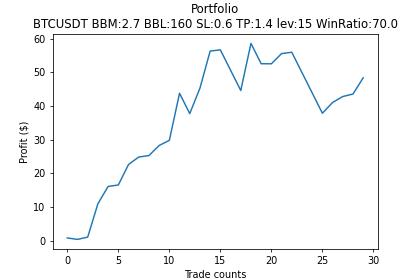 Portfolio
BTCUSDT BBM:2.7 BBL:160 SL:0.6 TP:1.4 lev:15 WinRatio:70.0
60
50
40
30
20
10
0
Profit ($)
0 5 10 15 20 25 30
Trade counts